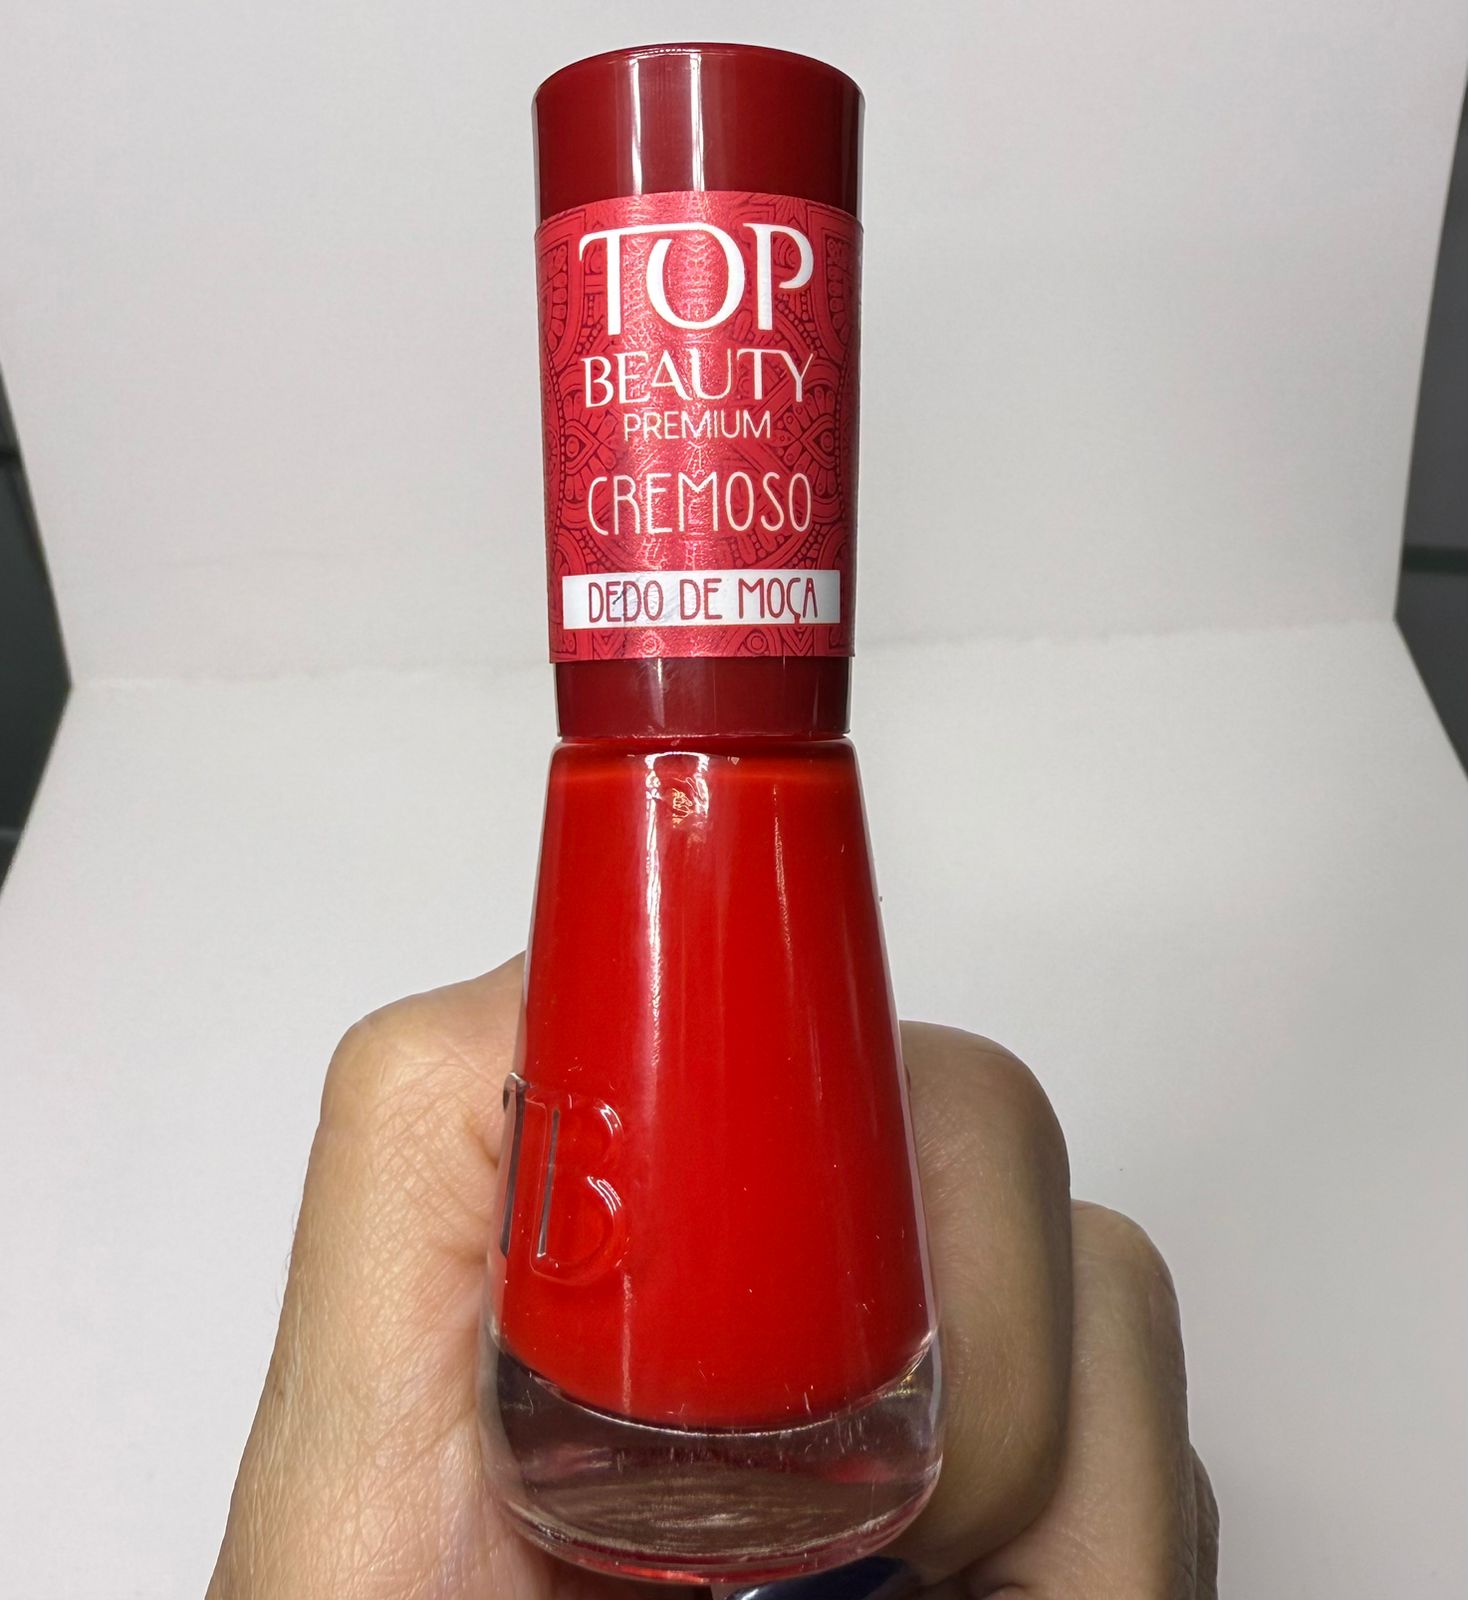 TOP
BEAUTY
PREMIUM
CREMOSO
DEDO DE MOÇA
TB